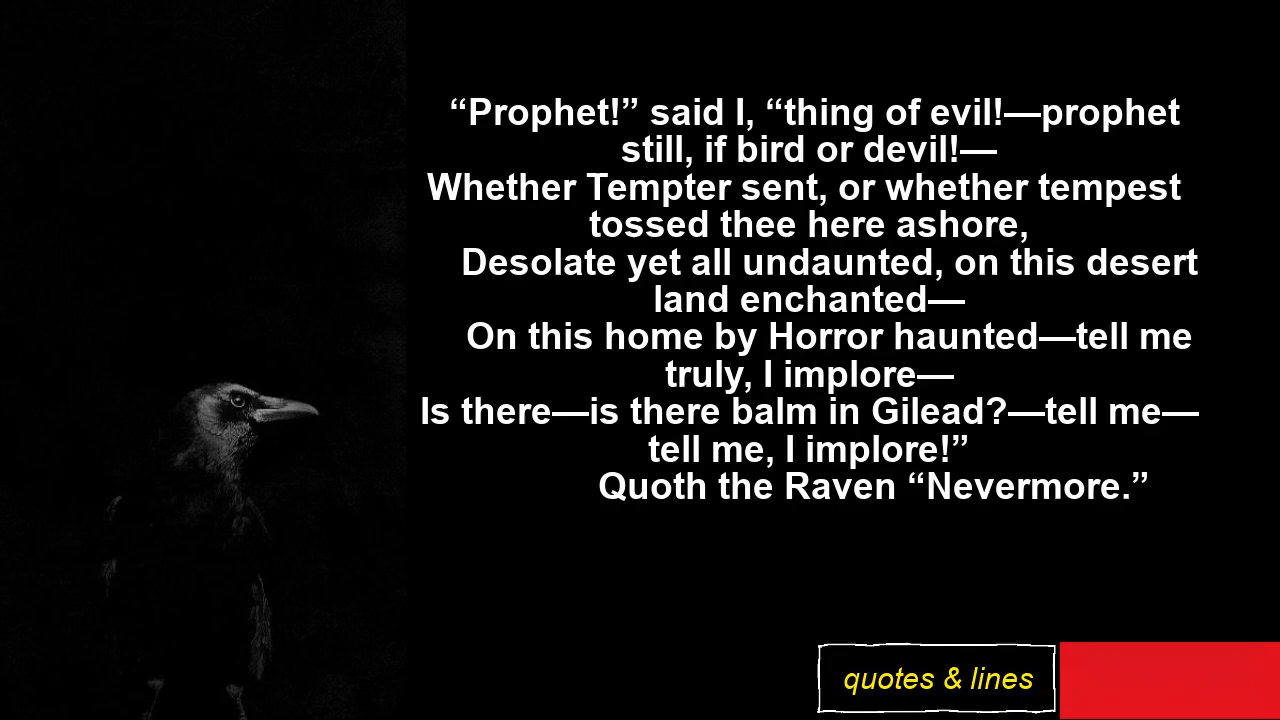 “Prophet!” said I, “thing of evil!—prophet
still, if bird or devil!—
Whether Tempter sent, or whether tempest
tossed thee here ashore,
Desolate yet all undaunted, on this desert
land enchanted—
On this home by Horror haunted—tell me
truly, I implore—
Is there—is there balm in Gilead?—tell me—
tell me, I implore!”
Quoth the Raven “Nevermore.”
quotes & lines